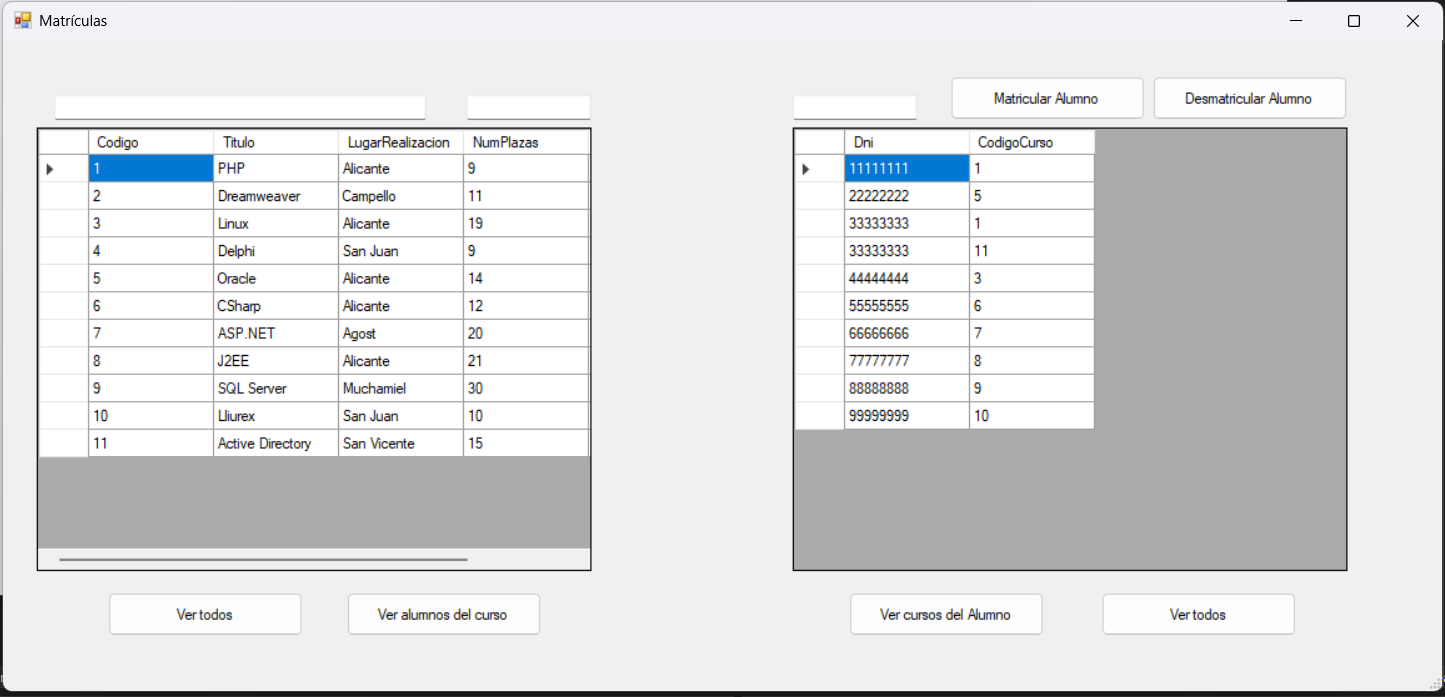 Matrículas
Matricular Alumno Desmatricular Alumno
Codigo Titulo LugarRealizacion NumPlazas
1 PHP Alicante 9
2 Dreamweaver Campello 11
3 Linux Alicante 19
4 Delphi San Juan 9
5 Oracle Alicante 14
6 CSharp Alicante 12
7 ASP.NET Agost 20
8 J2EE Alicante 21
9 SQL Server Muchamiel 30
10 Lliurex San Juan 10
11 Active Directory San Vicente 15
Dni CodigoCurso
11111111 1
22222222 5
33333333 1
33333333 11
44444444 3
55555555 6
66666666 7
77777777 8
88888888 9
99999999 10
Ver todos Ver alumnos del curso
Ver cursos del Alumno Ver todos